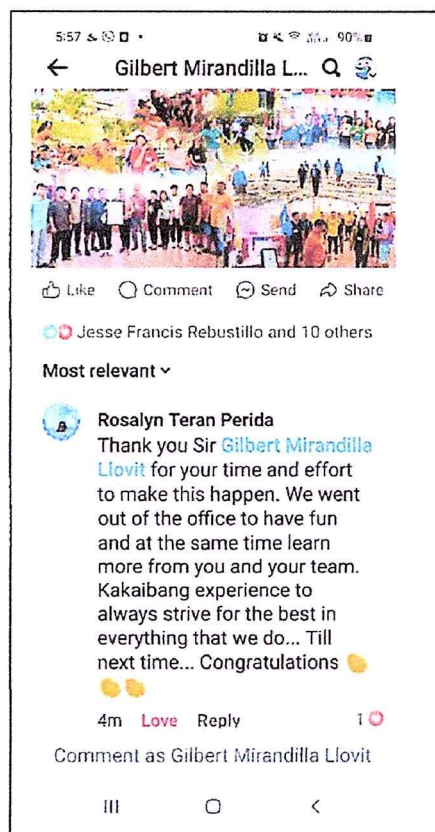 5:57
90%
Gilbert Mirandilla L...
Like Comment Send Share
Jesse Francis Rebustillo and 10 others
Most relevant
Rosalyn Teran Perida
Thank you Sir Gilbert Mirandilla
Llovit for your time and effort
to make this happen. We went
out of the office to have fun
and at the same time learn
more from you and your team.
Kakaibang experience to
always strive for the best in
everything that we do... Till
next time... Congratulations 👏
👏👏
4m Love Reply 1
Comment as Gilbert Mirandilla Llovit